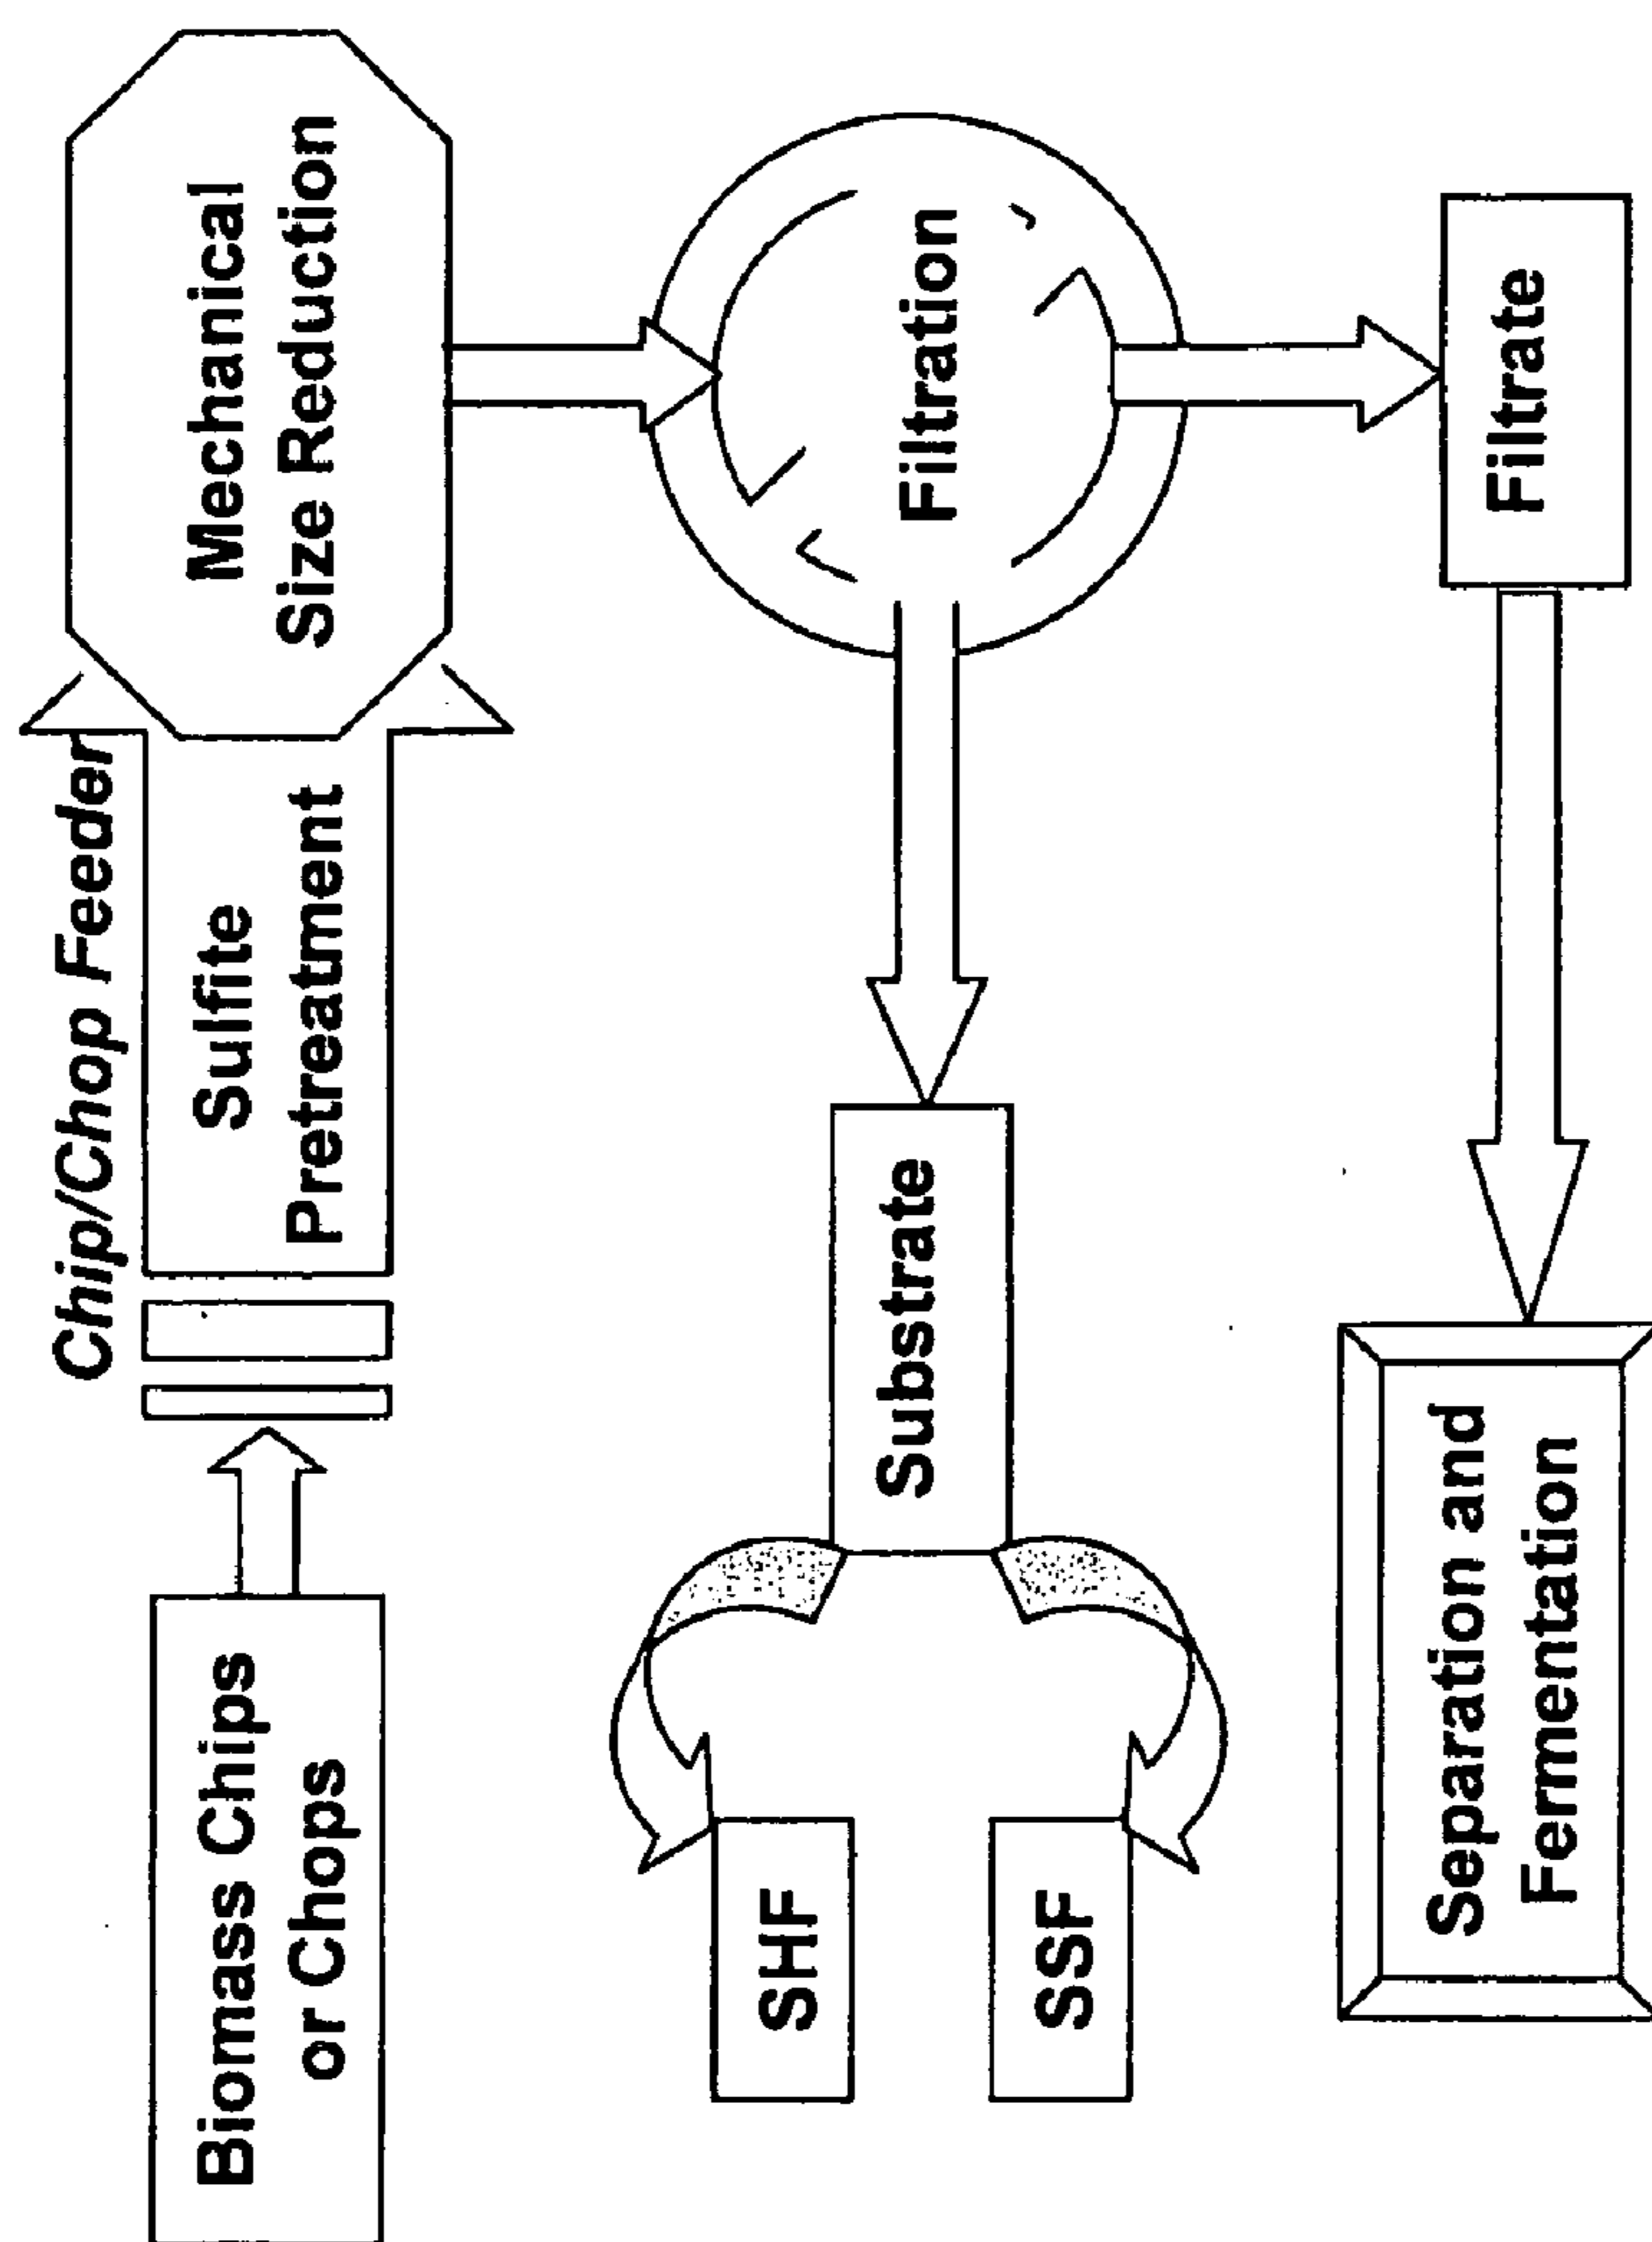 Chip/Chop Feeder
Biomass Chips
or Chops
Sulfite
Pretreatment
Mechanical
Size Reduction
Filtration
Substrate
SHF
SSF
Filtrate
Separation and
Fermentation